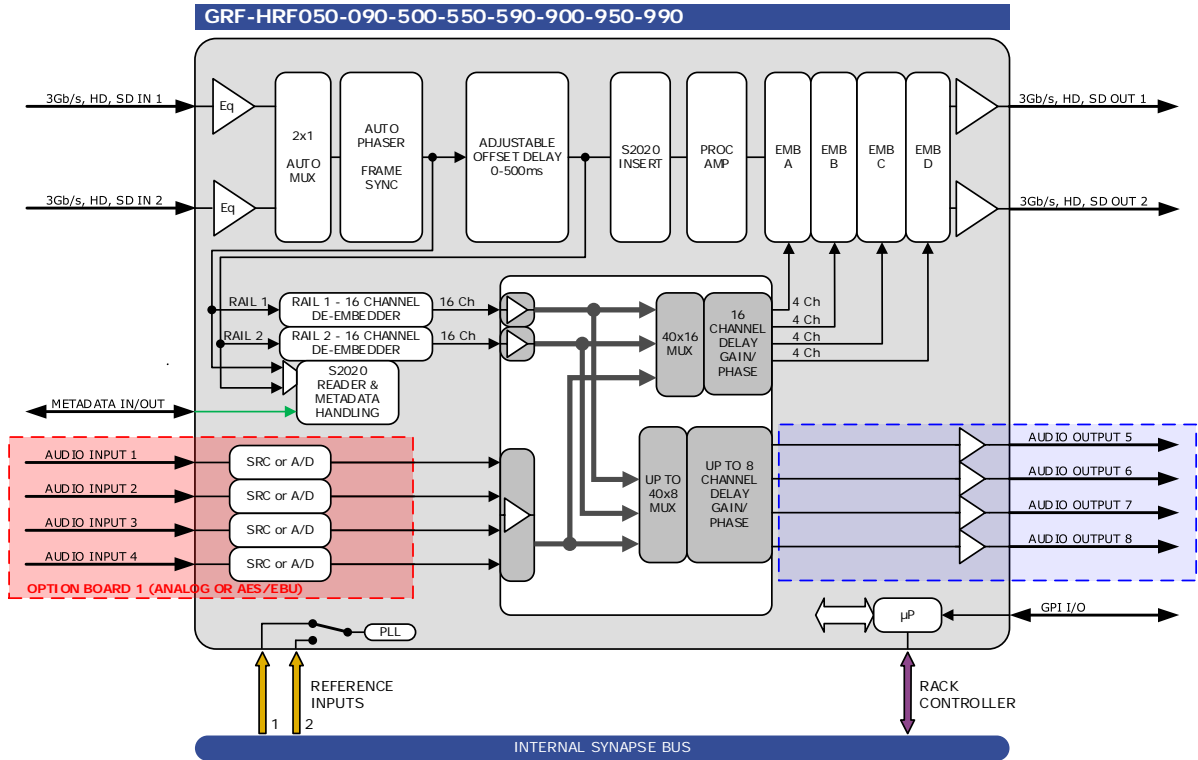 GRF-HRF050-090-500-550-590-900-950-990
3Gb/s, HD, SD IN 1
Eq
3Gb/s, HD, SD IN 2
Eq
2x1
AUTO
MUX
AUTO
PHASER
FRAME
SYNC
ADJUSTABLE
OFFSET DELAY
0-500ms
S2020
INSERT
PROC
AMP
EMB
A
EMB
B
EMB
C
EMB
D
3Gb/s, HD, SD OUT 1
3Gb/s, HD, SD OUT 2
RAIL 1
RAIL 1 - 16 CHANNEL
DE-EMBEDDER
16 Ch
RAIL 2
RAIL 2 - 16 CHANNEL
DE-EMBEDDER
16 Ch
S2020
READER &
METADATA
HANDLING
METADATA IN/OUT
40x16
MUX
16
CHANNEL
DELAY
GAIN/
PHASE
4 Ch
4 Ch
4 Ch
4 Ch
AUDIO INPUT 1
SRC or A/D
AUDIO INPUT 2
SRC or A/D
AUDIO INPUT 3
SRC or A/D
AUDIO INPUT 4
SRC or A/D
OPTION BOARD 1 (ANALOG OR AES/EBU)
UP TO
40x8
MUX
UP TO 8
CHANNEL
DELAY
GAIN/
PHASE
AUDIO OUTPUT 5
AUDIO OUTPUT 6
AUDIO OUTPUT 7
AUDIO OUTPUT 8
PLL
µP
GPI I/O
REFERENCE
INPUTS
1
2
RACK
CONTROLLER
INTERNAL SYNAPSE BUS